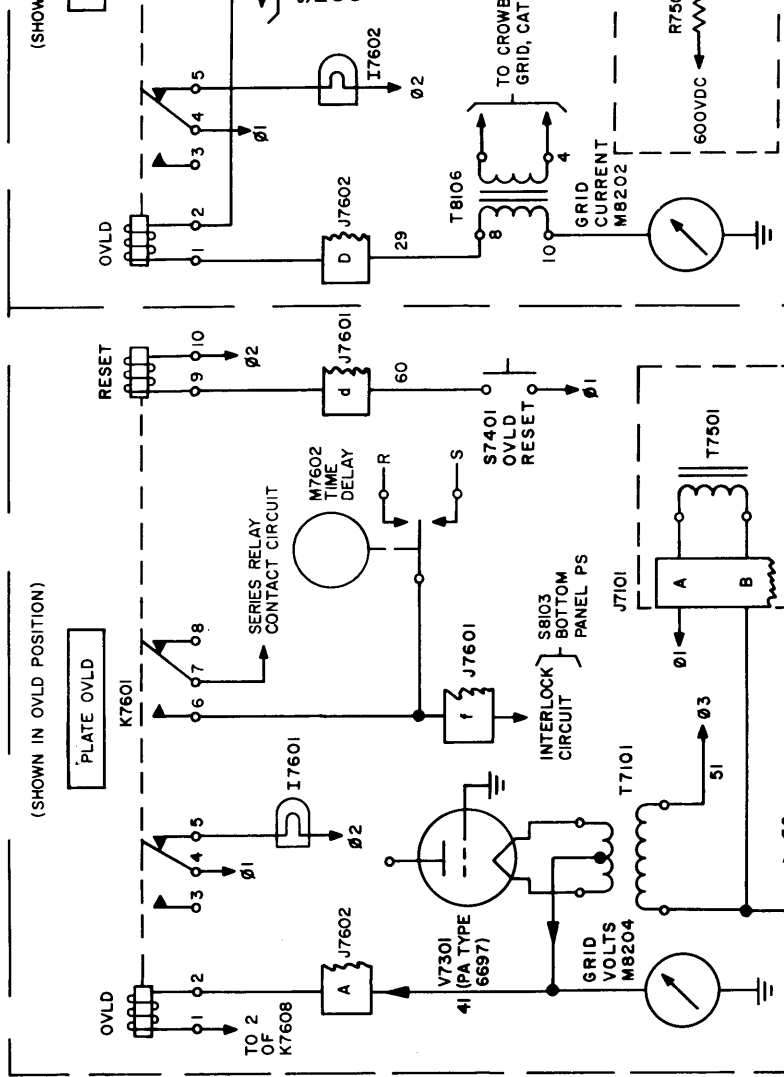 (SHOWN IN OVLD POSITION)
PLATE OVLD
K7601
OVLD
1
2
TO 2
OF
K7608
A
J7602
3
4
5
Ø1
Ø2
I7601
6
7
8
SERIES RELAY
CONTACT CIRCUIT
M7602
TIME
DELAY
R
S
f
J7601
INTERLOCK
CIRCUIT
S8103
BOTTOM
PANEL PS
RESET
9
10
Ø2
d
J7601
60
S7401
OVLD
RESET
Ø1
V7301
(PA TYPE
6697)
41
GRID
VOLTS
M8204
T7101
51
Ø3
J7101
A
B
Ø1
T7501
(SHOW
OVLD
1
2
3
4
5
Ø1
Ø2
I7602
D
J7602
29
T8106
8
10
4
TO CROWB
GRID, CAT
GRID
CURRENT
M8202
R750
600VDC